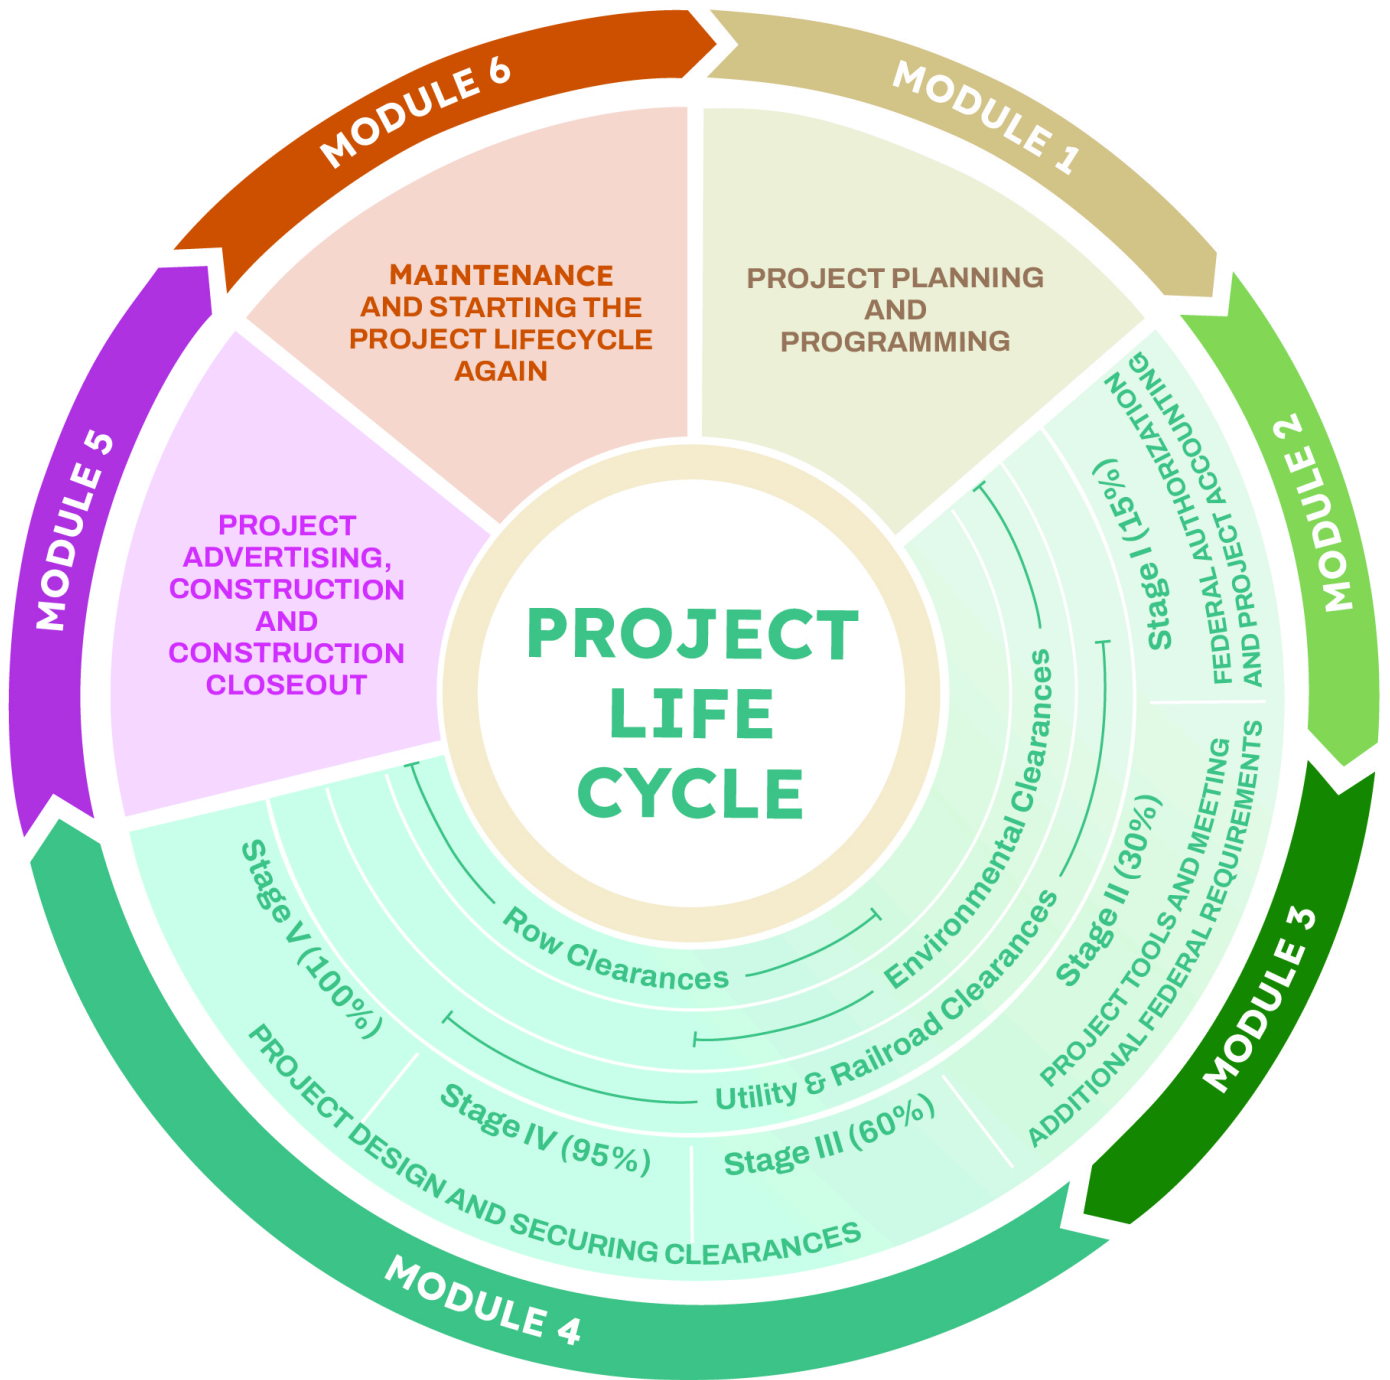 MODULE 1
MODULE 2
MODULE 3
MODULE 4
MODULE 5
MODULE 6
PROJECT PLANNING
AND
PROGRAMMING
FEDERAL AUTHORIZATION
AND PROJECT ACCOUNTING
Stage I (15%)
PROJECT TOOLS AND MEETING
ADDITIONAL FEDERAL REQUIREMENTS
Stage II (30%)
Stage III (60%)
Stage IV (95%)
Stage V (100%)
PROJECT DESIGN AND SECURING CLEARANCES
Environmental Clearances
Utility & Railroad Clearances
Row Clearances
PROJECT
ADVERTISING,
CONSTRUCTION
AND
CONSTRUCTION
CLOSEOUT
MAINTENANCE
AND STARTING THE
PROJECT LIFECYCLE
AGAIN
PROJECT
LIFE
CYCLE